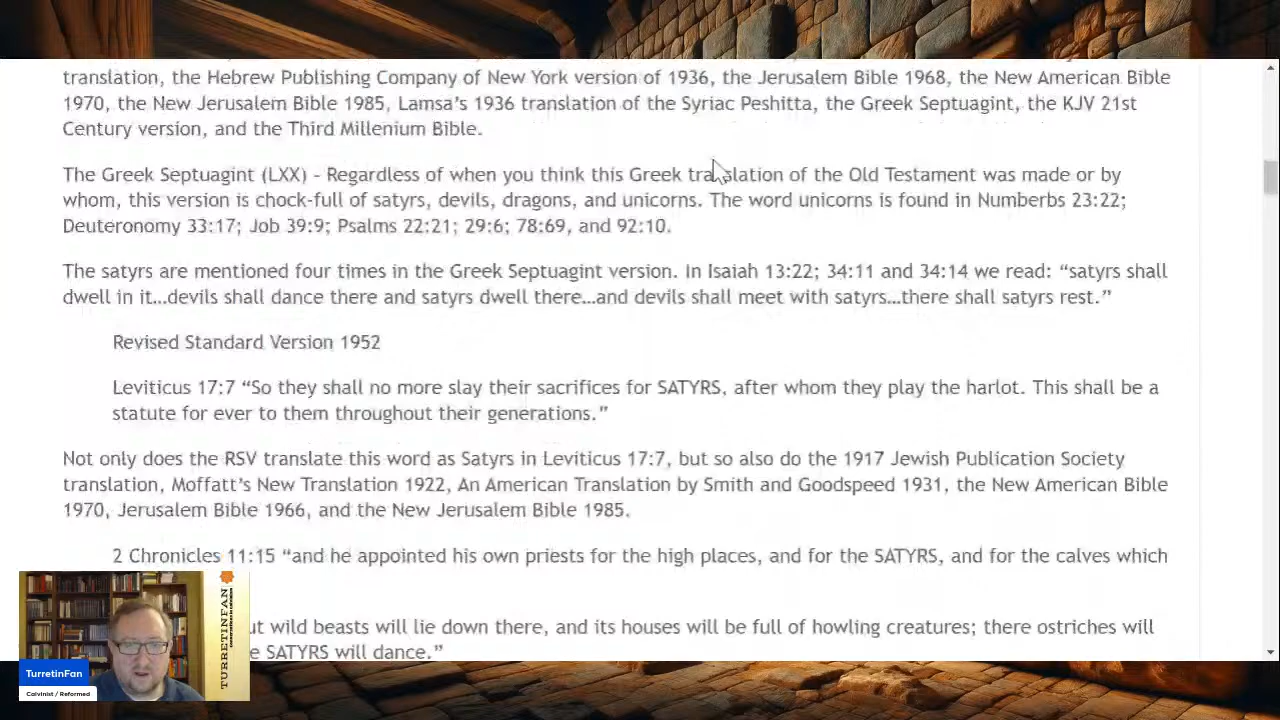 translation, the Hebrew Publishing Company of New York version of 1936, the Jerusalem Bible 1968, the New American Bible
1970, the New Jerusalem Bible 1985, Lamsa's 1936 translation of the Syriac Peshitta, the Greek Septuagint, the KJV 21st
Century version, and the Third Millenium Bible.
The Greek Septuagint (LXX) – Regardless of when you think this Greek translation of the Old Testament was made or by
whom, this version is chock-full of satyrs, devils, dragons, and unicorns. The word unicorns is found in Numberbs 23:22;
Deuteronomy 33:17; Job 39:9; Psalms 22:21; 29:6; 78:69, and 92:10.
The satyrs are mentioned four times in the Greek Septuagint version. In Isaiah 13:22; 34:11 and 34:14 we read: “satyrs shall
dwell in it…devils shall dance there and satyrs dwell there…and devils shall meet with satyrs…there shall satyrs rest.”
Revised Standard Version 1952
Leviticus 17:7 “So they shall no more slay their sacrifices for SATYRS, after whom they play the harlot. This shall be a
statute for ever to them throughout their generations.”
Not only does the RSV translate this word as Satyrs in Leviticus 17:7, but so also do the 1917 Jewish Publication Society
translation, Moffatt's New Translation 1922, An American Translation by Smith and Goodspeed 1931, the New American Bible
1970, Jerusalem Bible 1966, and the New Jerusalem Bible 1985.
2 Chronicles 11:15 “and he appointed his own priests for the high places, and for the SATYRS, and for the calves which
ut wild beasts will lie down there, and its houses will be full of howling creatures; there ostriches will
e SATYRS will dance.”
TURRETINFAN
TurretinFan
Calvinist / Reformed